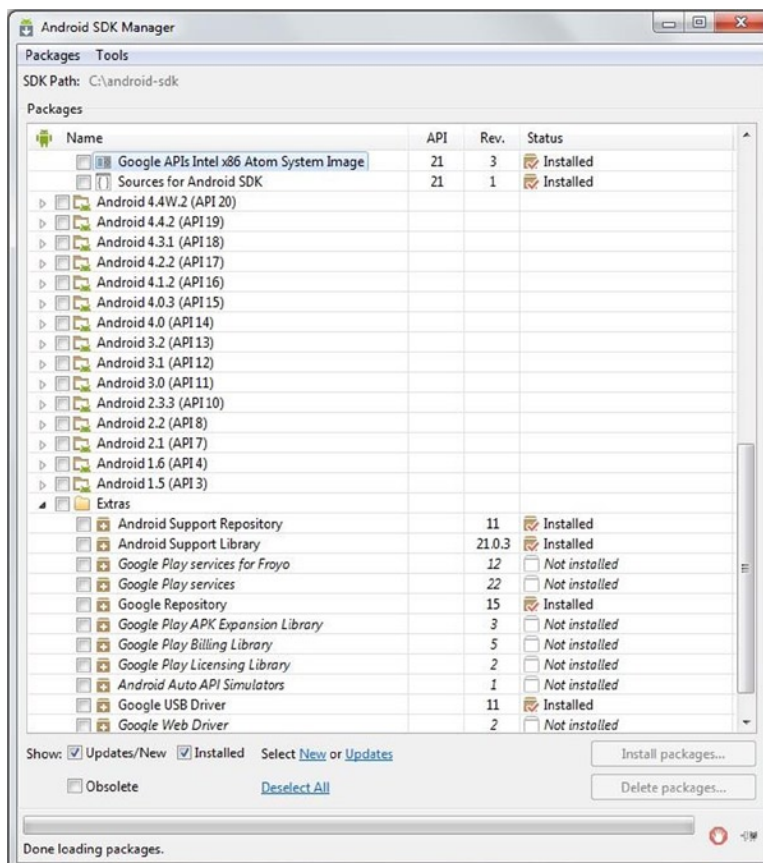 Android SDK Manager
Packages Tools
SDK Path: C:\android-sdk
Packages
Name API Rev. Status
Google APIs Intel x86 Atom System Image 21 3 Installed
Sources for Android SDK 21 1 Installed
Android 4.4W.2 (API 20)
Android 4.4.2 (API 19)
Android 4.3.1 (API 18)
Android 4.2.2 (API 17)
Android 4.1.2 (API 16)
Android 4.0.3 (API 15)
Android 4.0 (API 14)
Android 3.2 (API 13)
Android 3.1 (API 12)
Android 3.0 (API 11)
Android 2.3.3 (API 10)
Android 2.2 (API 8)
Android 2.1 (API 7)
Android 1.6 (API 4)
Android 1.5 (API 3)
Extras
Android Support Repository 11 Installed
Android Support Library 21.0.3 Installed
Google Play services for Froyo 12 Not installed
Google Play services 22 Not installed
Google Repository 15 Installed
Google Play APK Expansion Library 3 Not installed
Google Play Billing Library 5 Not installed
Google Play Licensing Library 2 Not installed
Android Auto API Simulators 1 Not installed
Google USB Driver 11 Installed
Google Web Driver 2 Not installed
Show: Updates/New Installed Select New or Updates Install packages...
Obsolete Deselect All Delete packages...
Done loading packages.